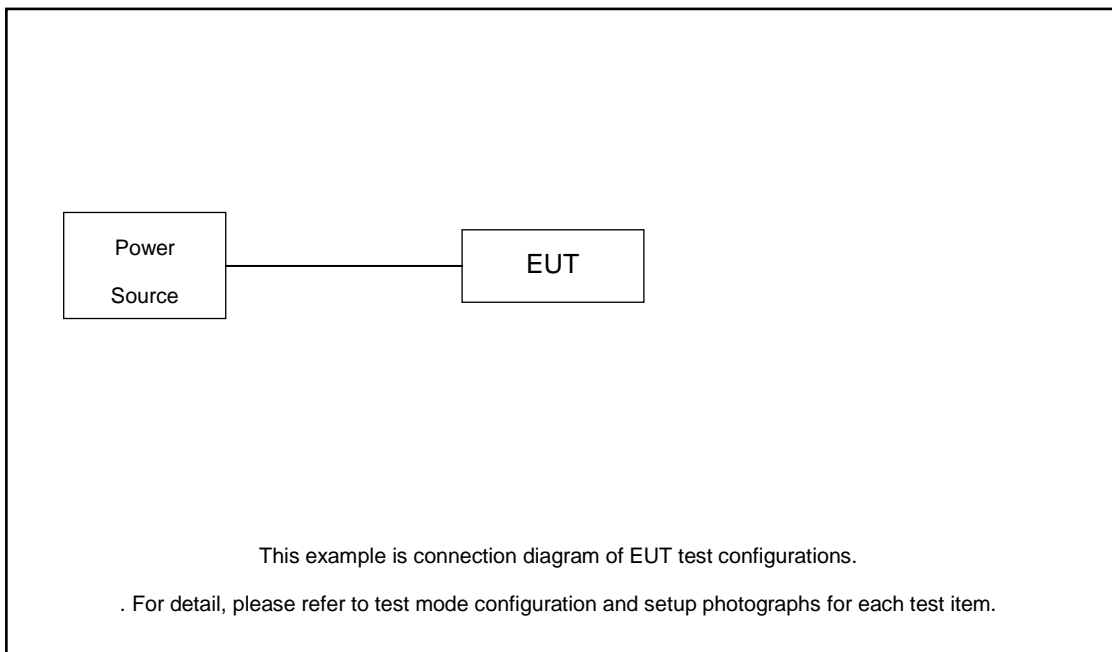 Power
Source
EUT
This example is connection diagram of EUT test configurations.
. For detail, please refer to test mode configuration and setup photographs for each test item.